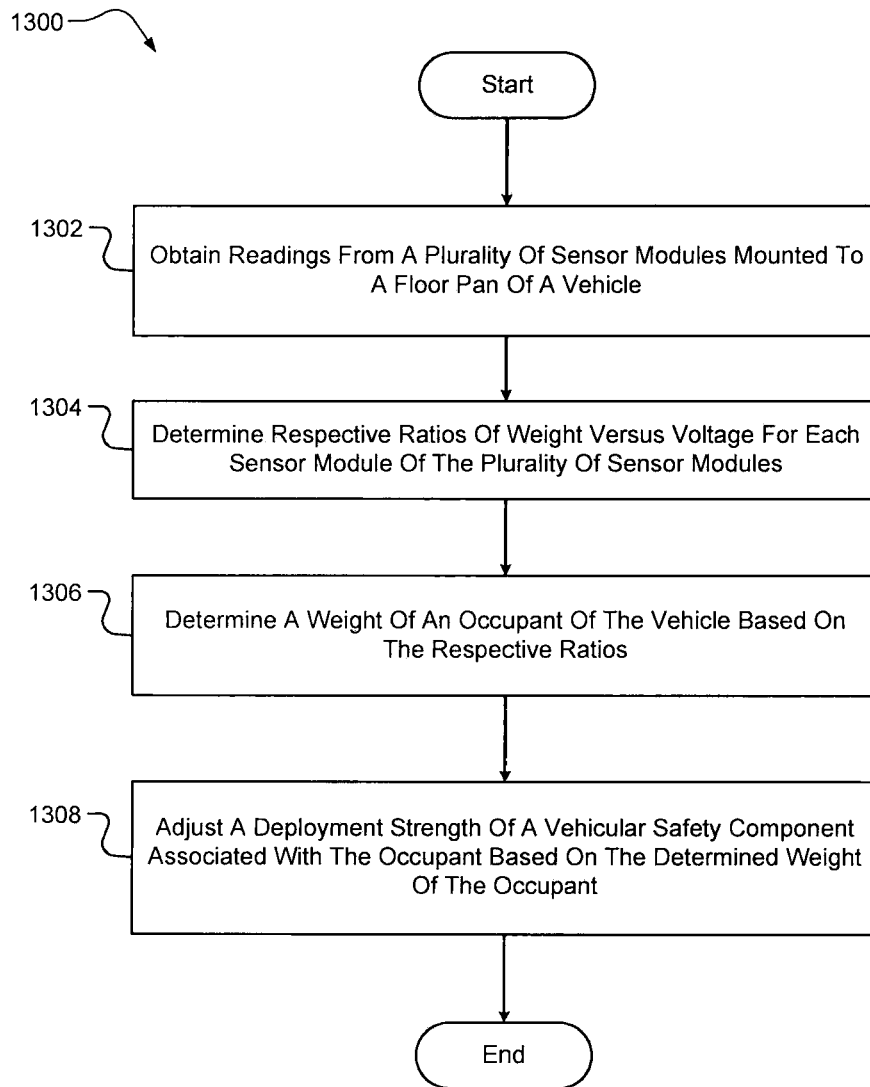 1300
Start
1302
Obtain Readings From A Plurality Of Sensor Modules Mounted To
A Floor Pan Of A Vehicle
1304
Determine Respective Ratios Of Weight Versus Voltage For Each
Sensor Module Of The Plurality Of Sensor Modules
1306
Determine A Weight Of An Occupant Of The Vehicle Based On
The Respective Ratios
1308
Adjust A Deployment Strength Of A Vehicular Safety Component
Associated With The Occupant Based On The Determined Weight
Of The Occupant
End